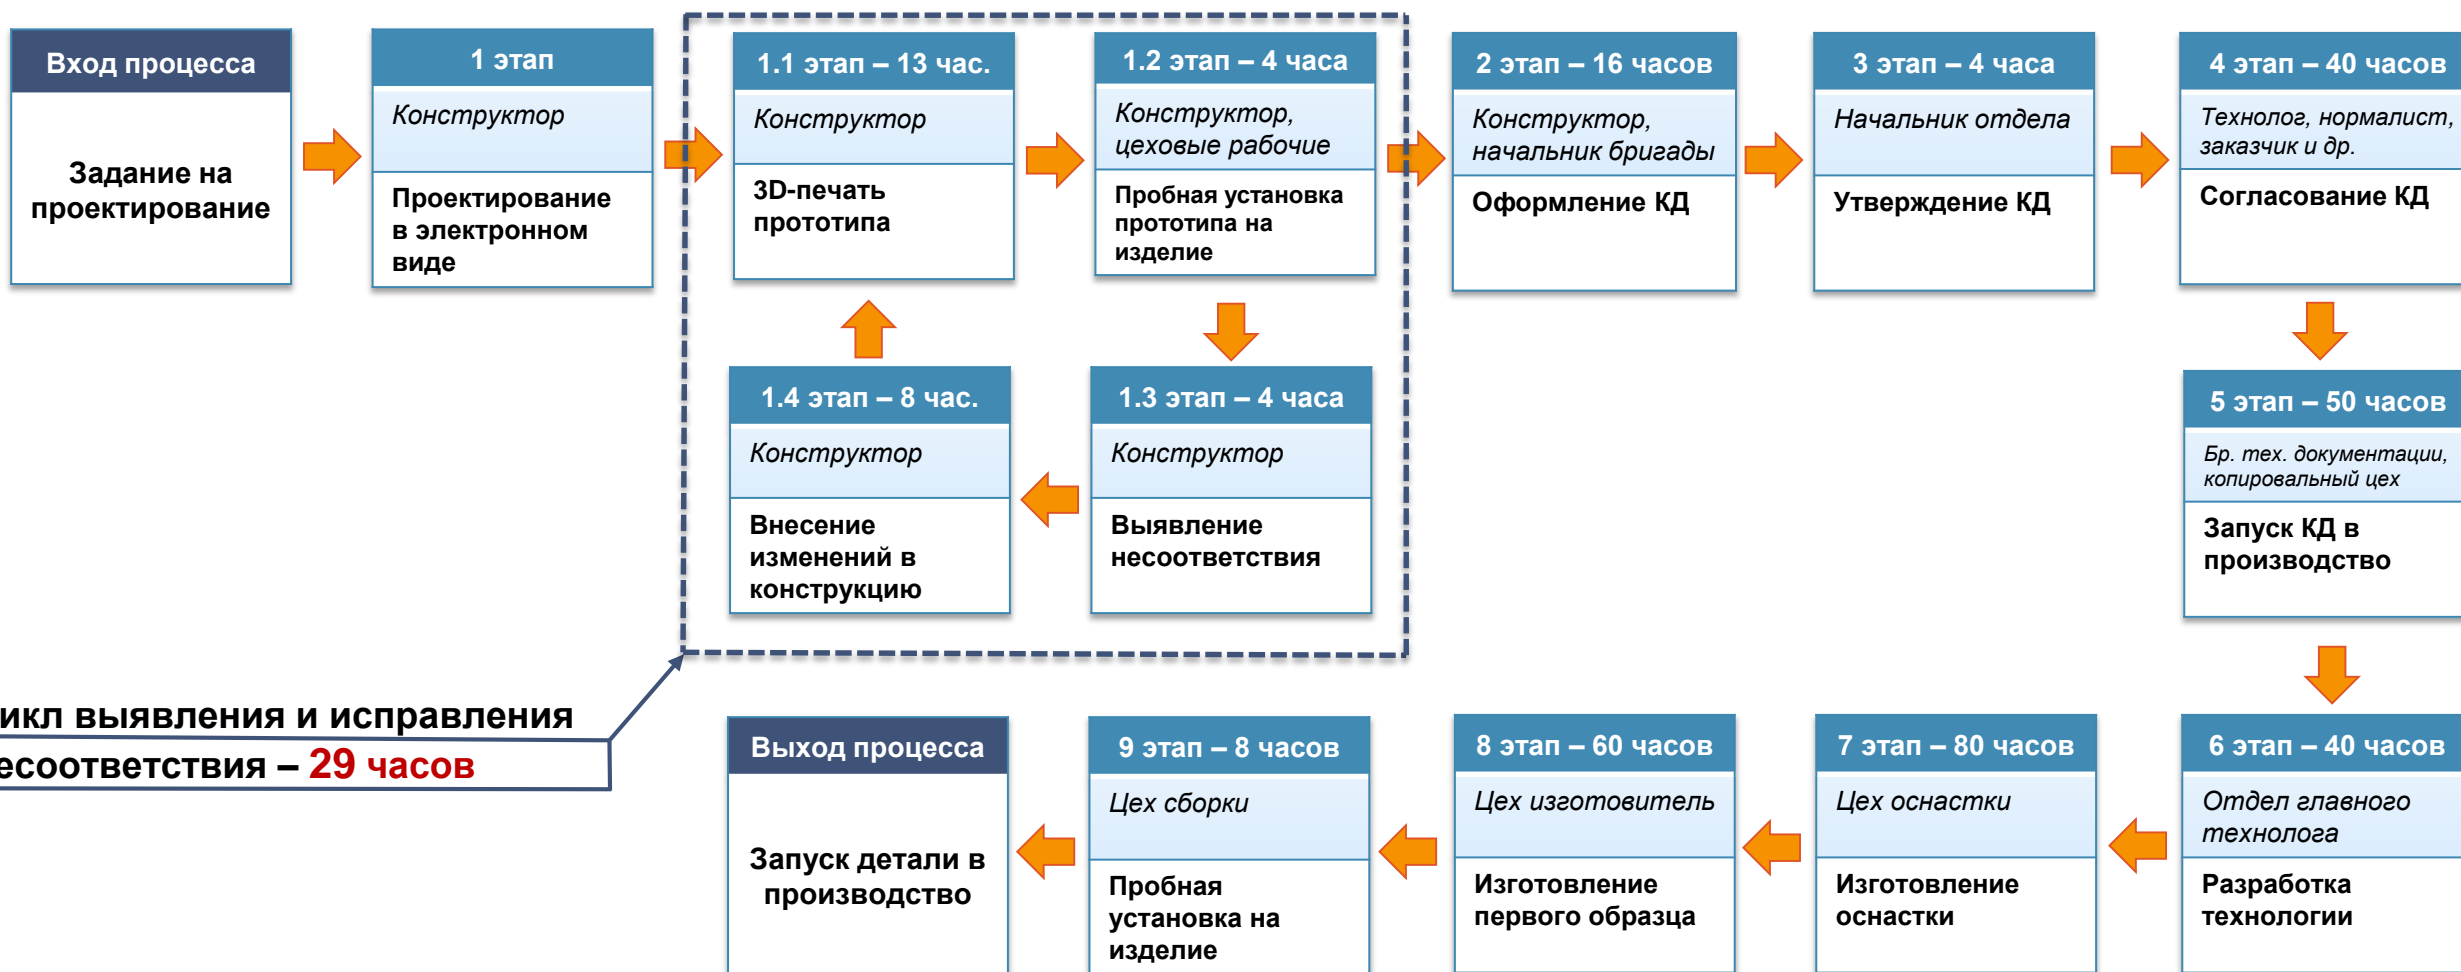 Вход процесса
Задание на
проектирование
1 этап
Конструктор
Проектирование
в электронном
виде
1.1 этап – 13 час.
Конструктор
3D-печать
прототипа
1.2 этап – 4 часа
Конструктор,
цеховые рабочие
Пробная установка
прототипа на
изделие
2 этап – 16 часов
Конструктор,
начальник бригады
Оформление КД
3 этап – 4 часа
Начальник отдела
Утверждение КД
4 этап – 40 часов
Технолог, нормалист,
заказчик и др.
Согласование КД
1.4 этап – 8 час.
Конструктор
Внесение
изменений в
конструкцию
1.3 этап – 4 часа
Конструктор
Выявление
несоответствия
5 этап – 50 часов
Бр. тех. документации,
копировальный цех
Запуск КД в
производство
икл выявления и исправления
есоответствия – 29 часов
Выход процесса
Запуск детали в
производство
9 этап – 8 часов
Цех сборки
Пробная
установка на
изделие
8 этап – 60 часов
Цех изготовитель
Изготовление
первого образца
7 этап – 80 часов
Цех оснастки
Изготовление
оснастки
6 этап – 40 часов
Отдел главного
технолога
Разработка
технологии